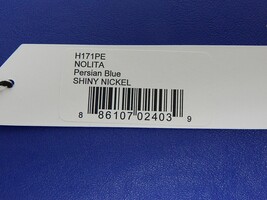 H171PE
NOLITA
Persian Blue
SHINY NICKEL
8 86107 02403 9